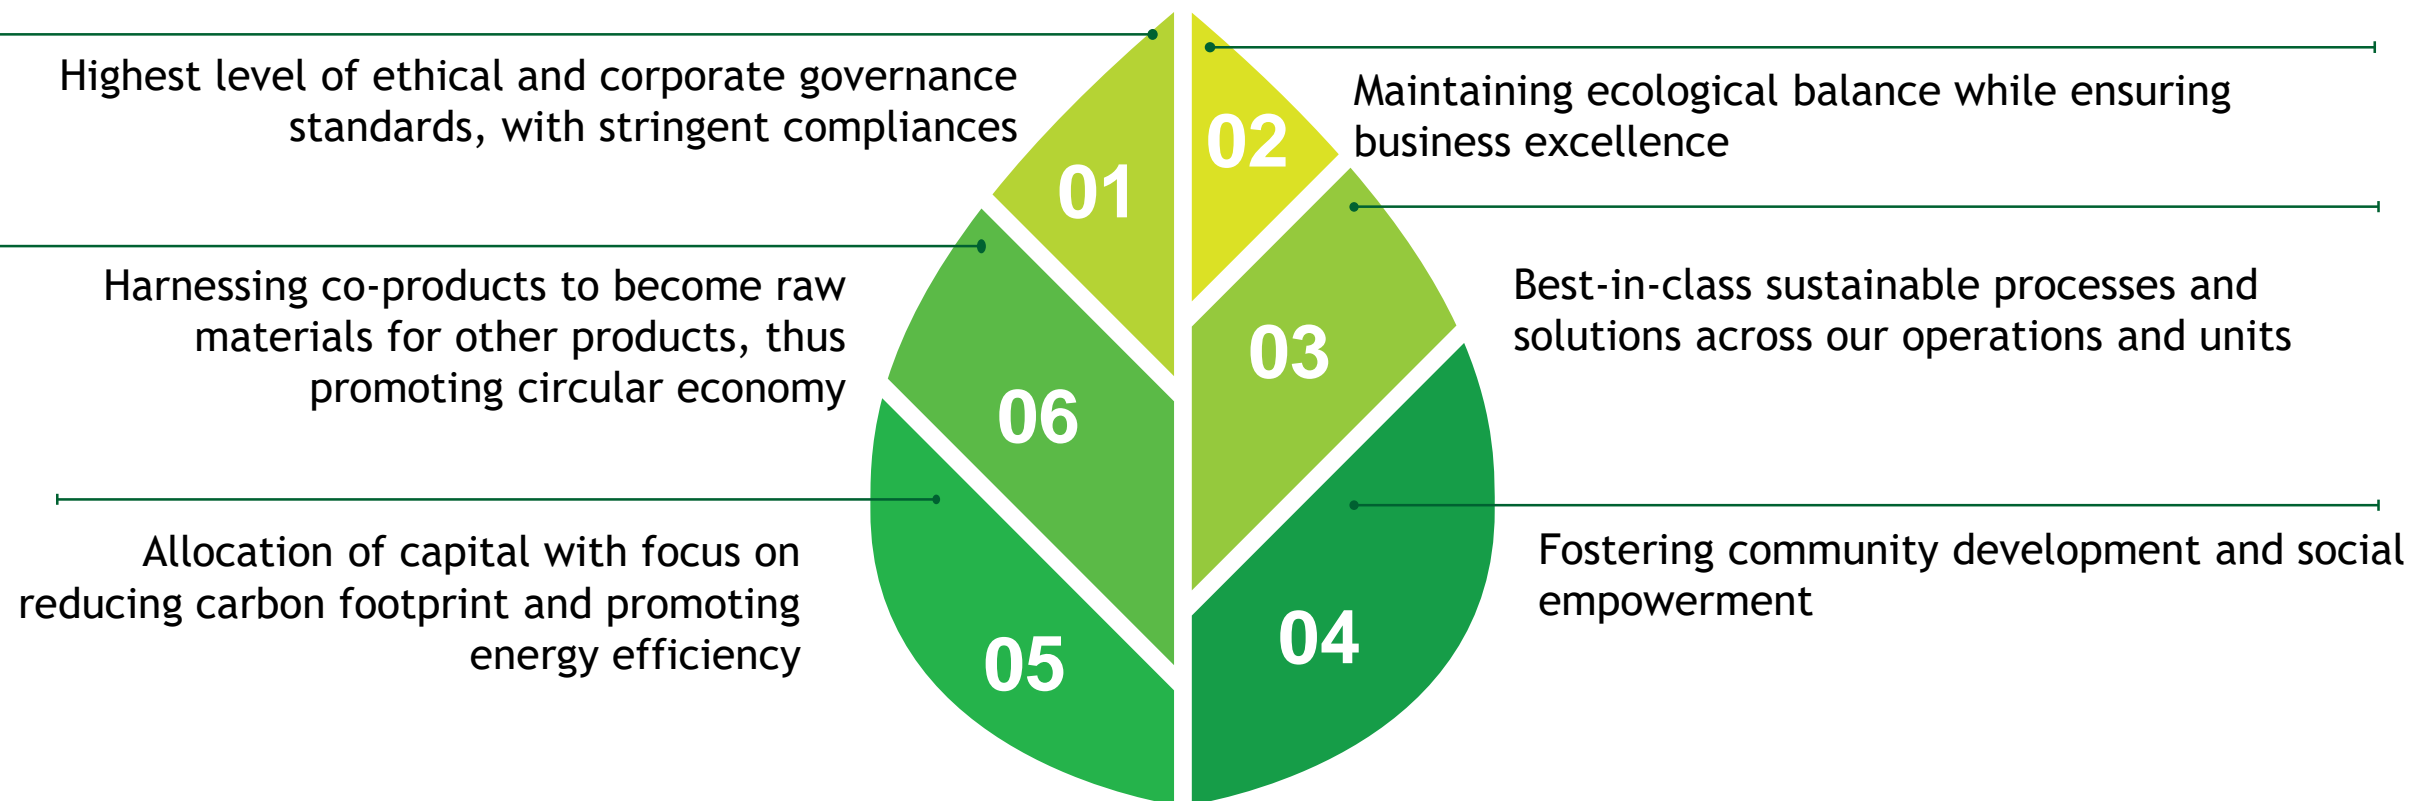 01
Highest level of ethical and corporate governance
standards, with stringent compliances
02
Maintaining ecological balance while ensuring
business excellence
03
Best-in-class sustainable processes and
solutions across our operations and units
04
Fostering community development and social
empowerment
05
Allocation of capital with focus on
reducing carbon footprint and promoting
energy efficiency
06
Harnessing co-products to become raw
materials for other products, thus
promoting circular economy